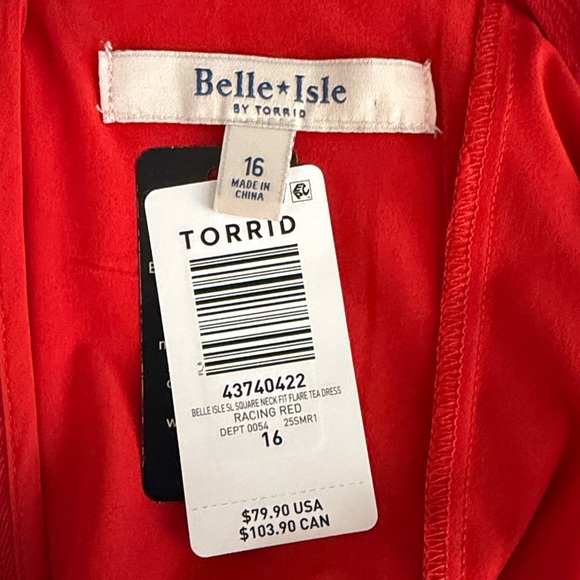 Belle★Isle
BY TORRID
16
MADE IN
CHINA
TORRID
43740422
BELLE ISLE SL SQUARE NECK FIT FLARE TEA DRESS
RACING RED
DEPT 0054 25SMR1
16
$79.90 USA
$103.90 CAN